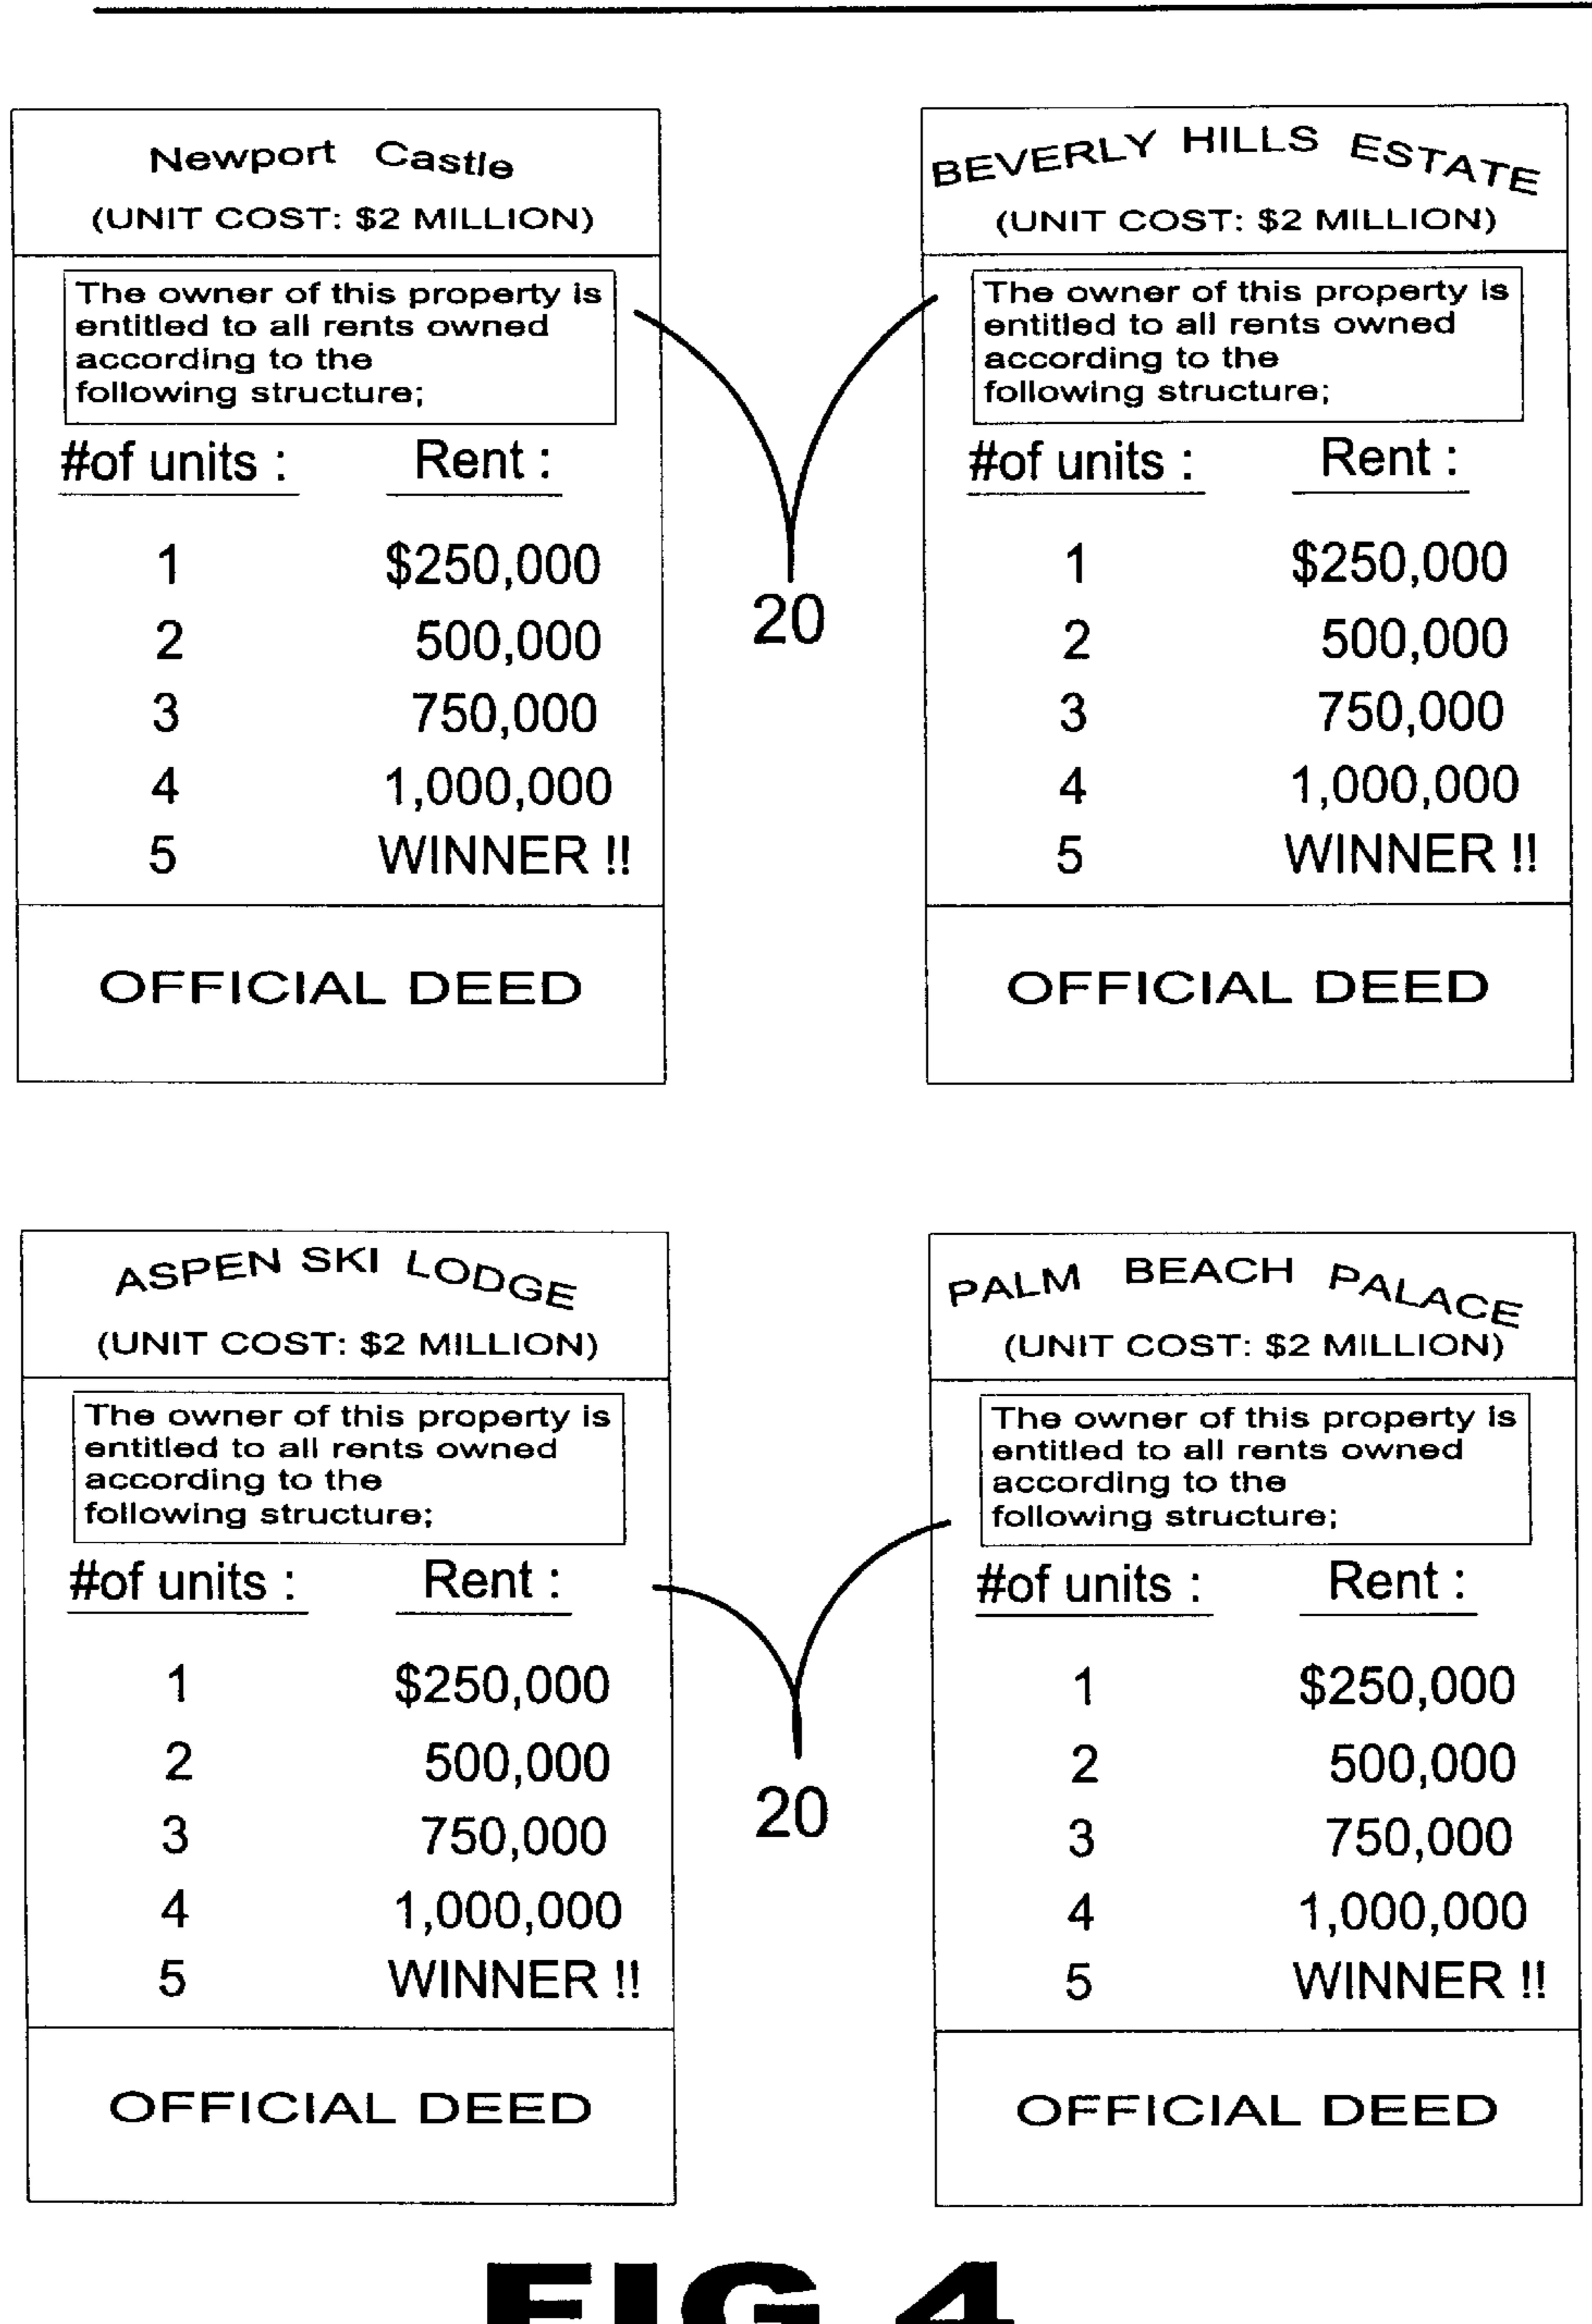 Newport Castle
(UNIT COST: $2 MILLION)
The owner of this property is
entitled to all rents owned
according to the
following structure;
#of units : Rent :
1 $250,000
2 500,000
3 750,000
4 1,000,000
5 WINNER !!
OFFICIAL DEED
BEVERLY HILLS ESTATE
(UNIT COST: $2 MILLION)
The owner of this property is
entitled to all rents owned
according to the
following structure;
#of units : Rent :
1 $250,000
2 500,000
3 750,000
4 1,000,000
5 WINNER !!
OFFICIAL DEED
20
ASPEN SKI LODGE
(UNIT COST: $2 MILLION)
The owner of this property is
entitled to all rents owned
according to the
following structure;
#of units : Rent :
1 $250,000
2 500,000
3 750,000
4 1,000,000
5 WINNER !!
OFFICIAL DEED
PALM BEACH PALACE
(UNIT COST: $2 MILLION)
The owner of this property is
entitled to all rents owned
according to the
following structure;
#of units : Rent :
1 $250,000
2 500,000
3 750,000
4 1,000,000
5 WINNER !!
OFFICIAL DEED
20
FIG 4